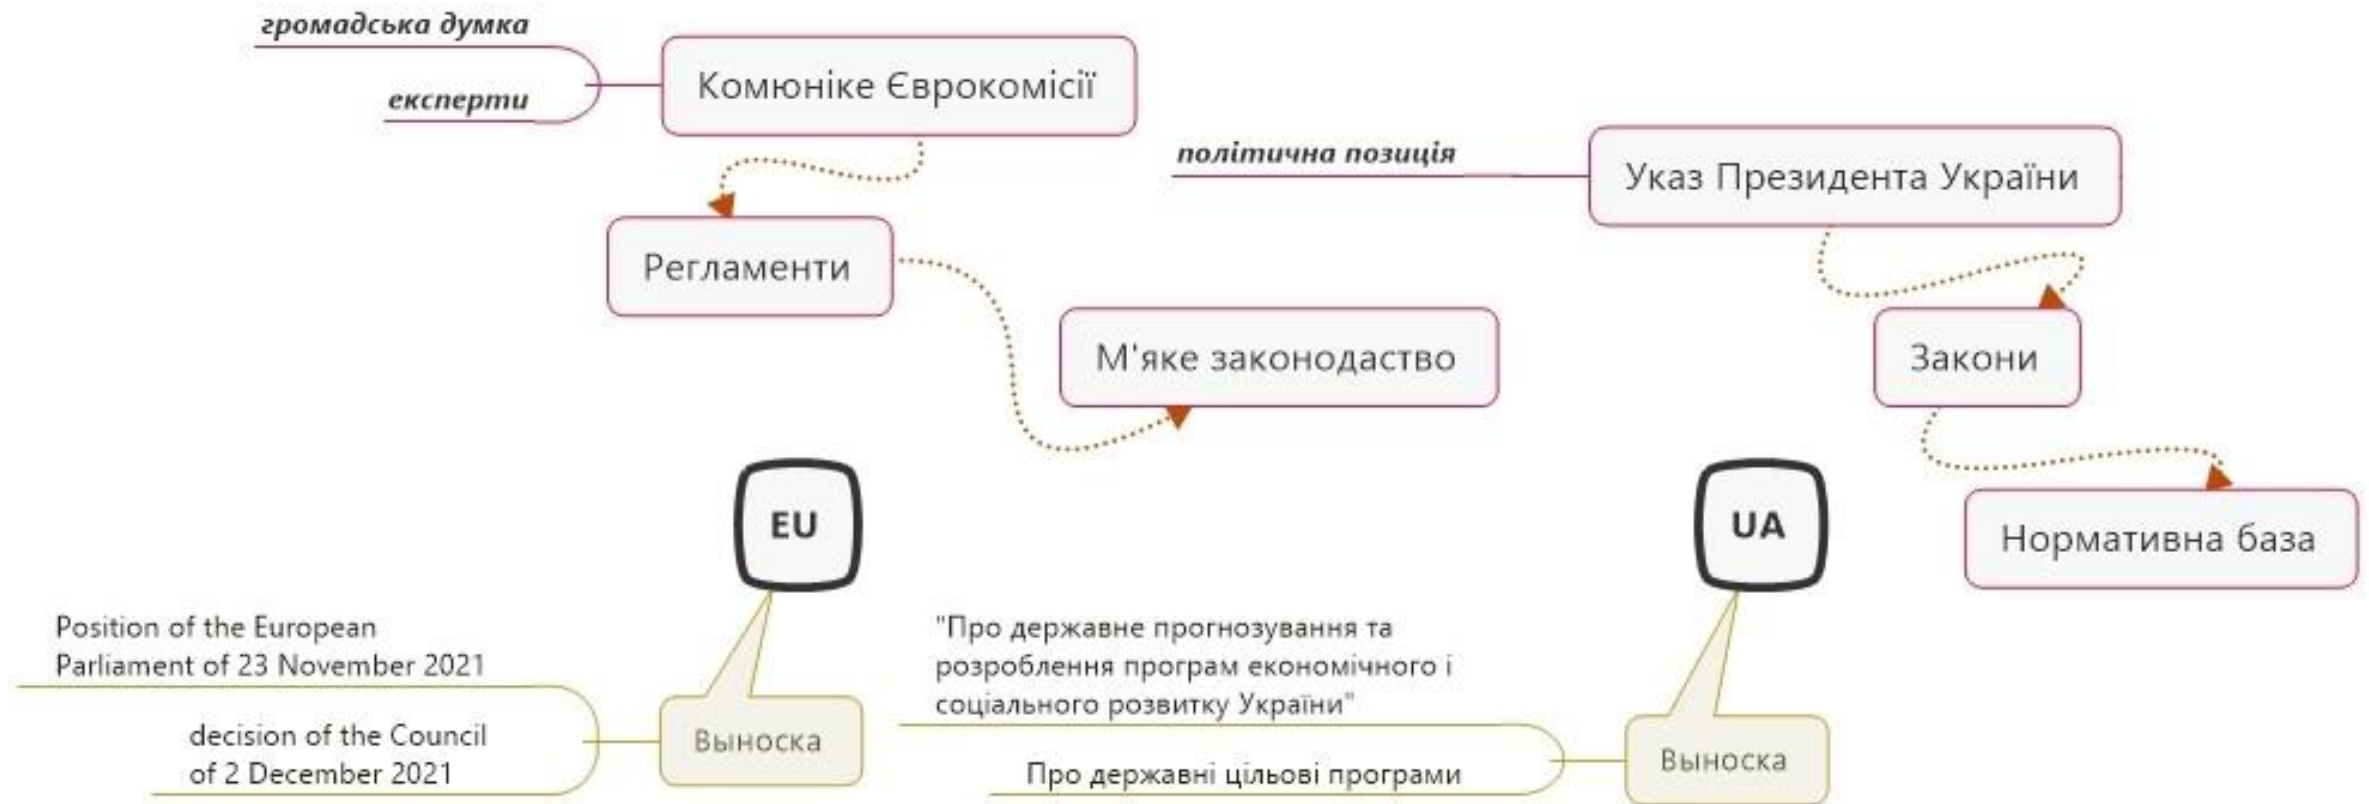 громадська думка
експерти
Комюніке Єврокомісії
політична позиція
Указ Президента України
Регламенти
М'яке законодаство
Закони
EU
UA
Нормативна база
Position of the European
Parliament of 23 November 2021
decision of the Council
of 2 December 2021
Выноска
"Про державне прогнозування та
розроблення програм економічного і
соціального розвитку України"
Про державні цільові програми
Выноска